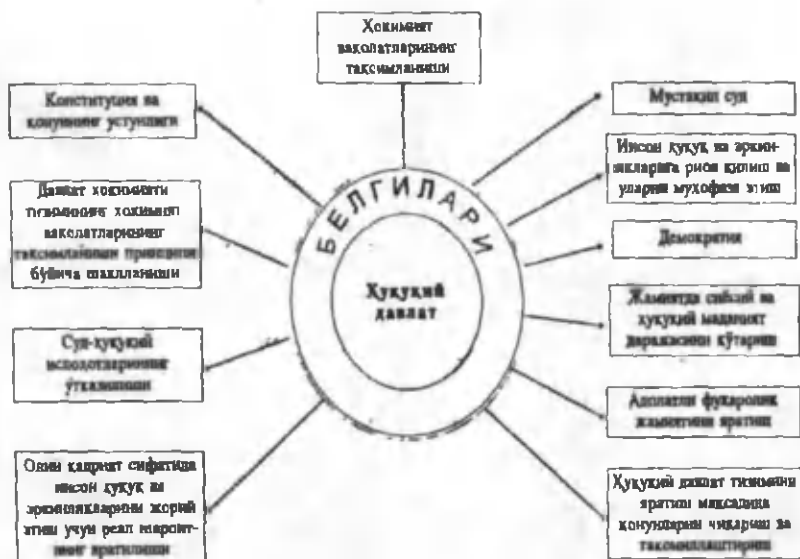 Ҳокимият
ваколатларининг
тақсимланиши
Конституция ва
қонуннинг устунлиги
Давлат ҳокимияти
тизимининг ҳокимият
ваколатларининг
тақсимланиши принципи
бўйича шаклланиши
Суд-ҳуқуқий
ислоҳотларининг
ўтказилиши
Олий қадрият сифатида
инсон ҳуқуқ ва
эркинликларини жорий
этиш учун реал шароит-
нинг яратилиши
БЕЛГИЛАРИ
Ҳуқуқий
давлат
Мустақил суд
Инсон ҳуқуқ ва эркин-
ликларига риоя қилиш ва
уларни муҳофаза этиш
Демократия
Жамиятда сиёсий ва
ҳуқуқий маданият
даражасини кўтариш
Адолатли фуқаролик
жамиятини яратиш
Ҳуқуқий давлат тизимини
яратиш мақсадида
қонунларни чиқариш ва
такомиллаштириш